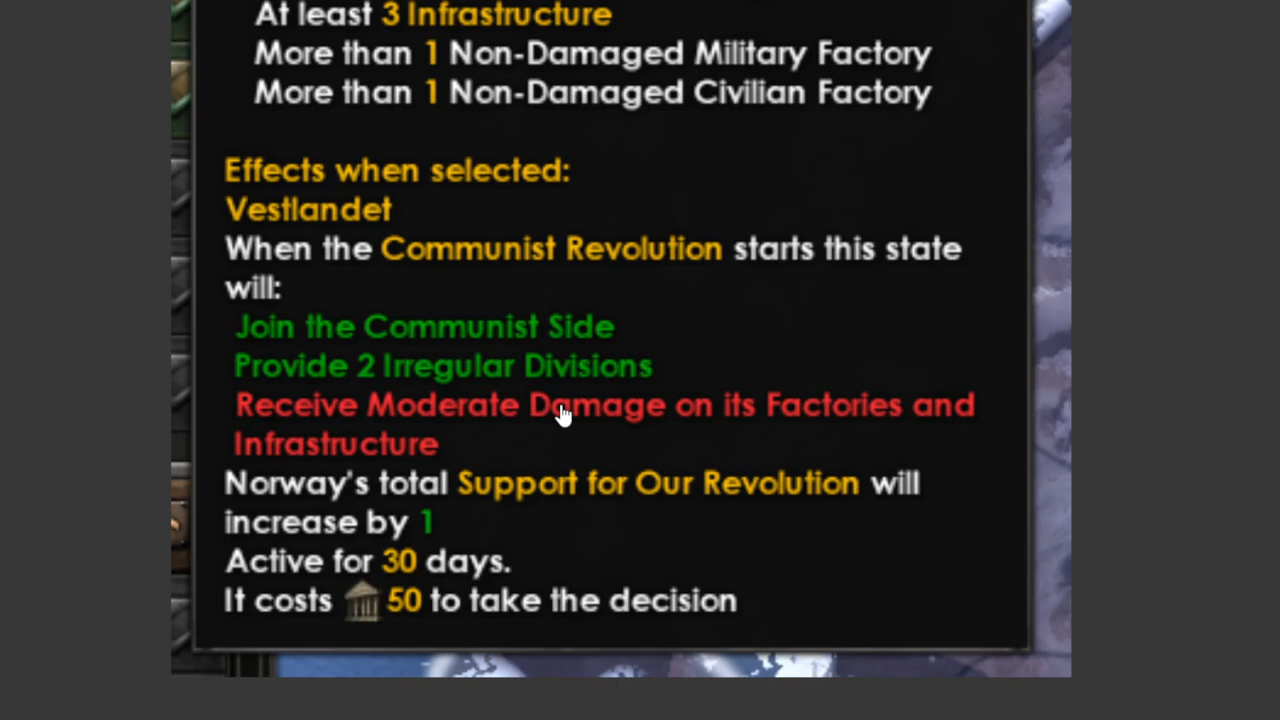 At least 3 Infrastructure
More than 1 Non-Damaged Military Factory
More than 1 Non-Damaged Civilian Factory
Effects when selected:
Vestlandet
When the Communist Revolution starts this state
will:
Join the Communist Side
Provide 2 Irregular Divisions
Receive Moderate Damage on its Factories and
Infrastructure
Norway's total Support for Our Revolution will
increase by 1
Active for 30 days.
It costs 50 to take the decision